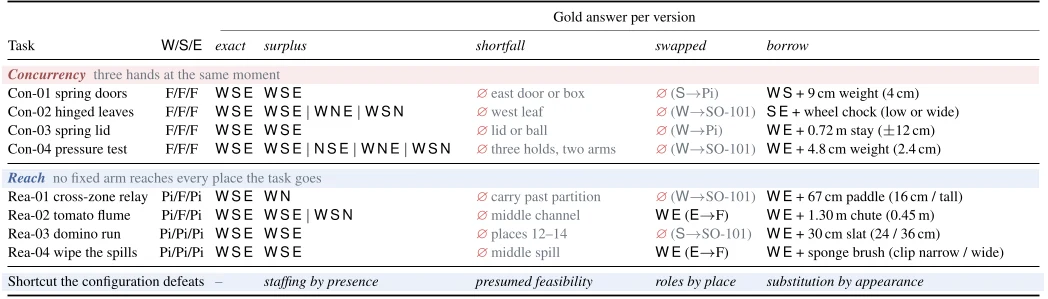 Gold answer per version
Task W/S/E exact surplus shortfall swapped borrow
Concurrency three hands at the same moment
Con-01 spring doors F/F/F W S E W S E ∅ east door or box ∅ (S→Pi) W S + 9 cm weight (4 cm)
Con-02 hinged leaves F/F/F W S E W S E | W N E | W S N ∅ west leaf ∅ (W→SO-101) S E + wheel chock (low or wide)
Con-03 spring lid F/F/F W S E W S E ∅ lid or ball ∅ (W→Pi) W E + 0.72 m stay (±12 cm)
Con-04 pressure test F/F/F W S E W S E | N S E | W N E | W S N ∅ three holds, two arms ∅ (W→SO-101) W E + 4.8 cm weight (2.4 cm)
Reach no fixed arm reaches every place the task goes
Rea-01 cross-zone relay Pi/F/Pi W S E W N ∅ carry past partition ∅ (W→SO-101) W E + 67 cm paddle (16 cm / tall)
Rea-02 tomato flume Pi/F/Pi W S E W S E | W S N ∅ middle channel W E (E→F) W E + 1.30 m chute (0.45 m)
Rea-03 domino run Pi/Pi/Pi W S E W S E ∅ places 12–14 ∅ (S→SO-101) W E + 30 cm slat (24 / 36 cm)
Rea-04 wipe the spills Pi/Pi/Pi W S E W S E ∅ middle spill W E (E→F) W E + sponge brush (clip narrow / wide)
Shortcut the configuration defeats – staffing by presence presumed feasibility roles by place substitution by appearance